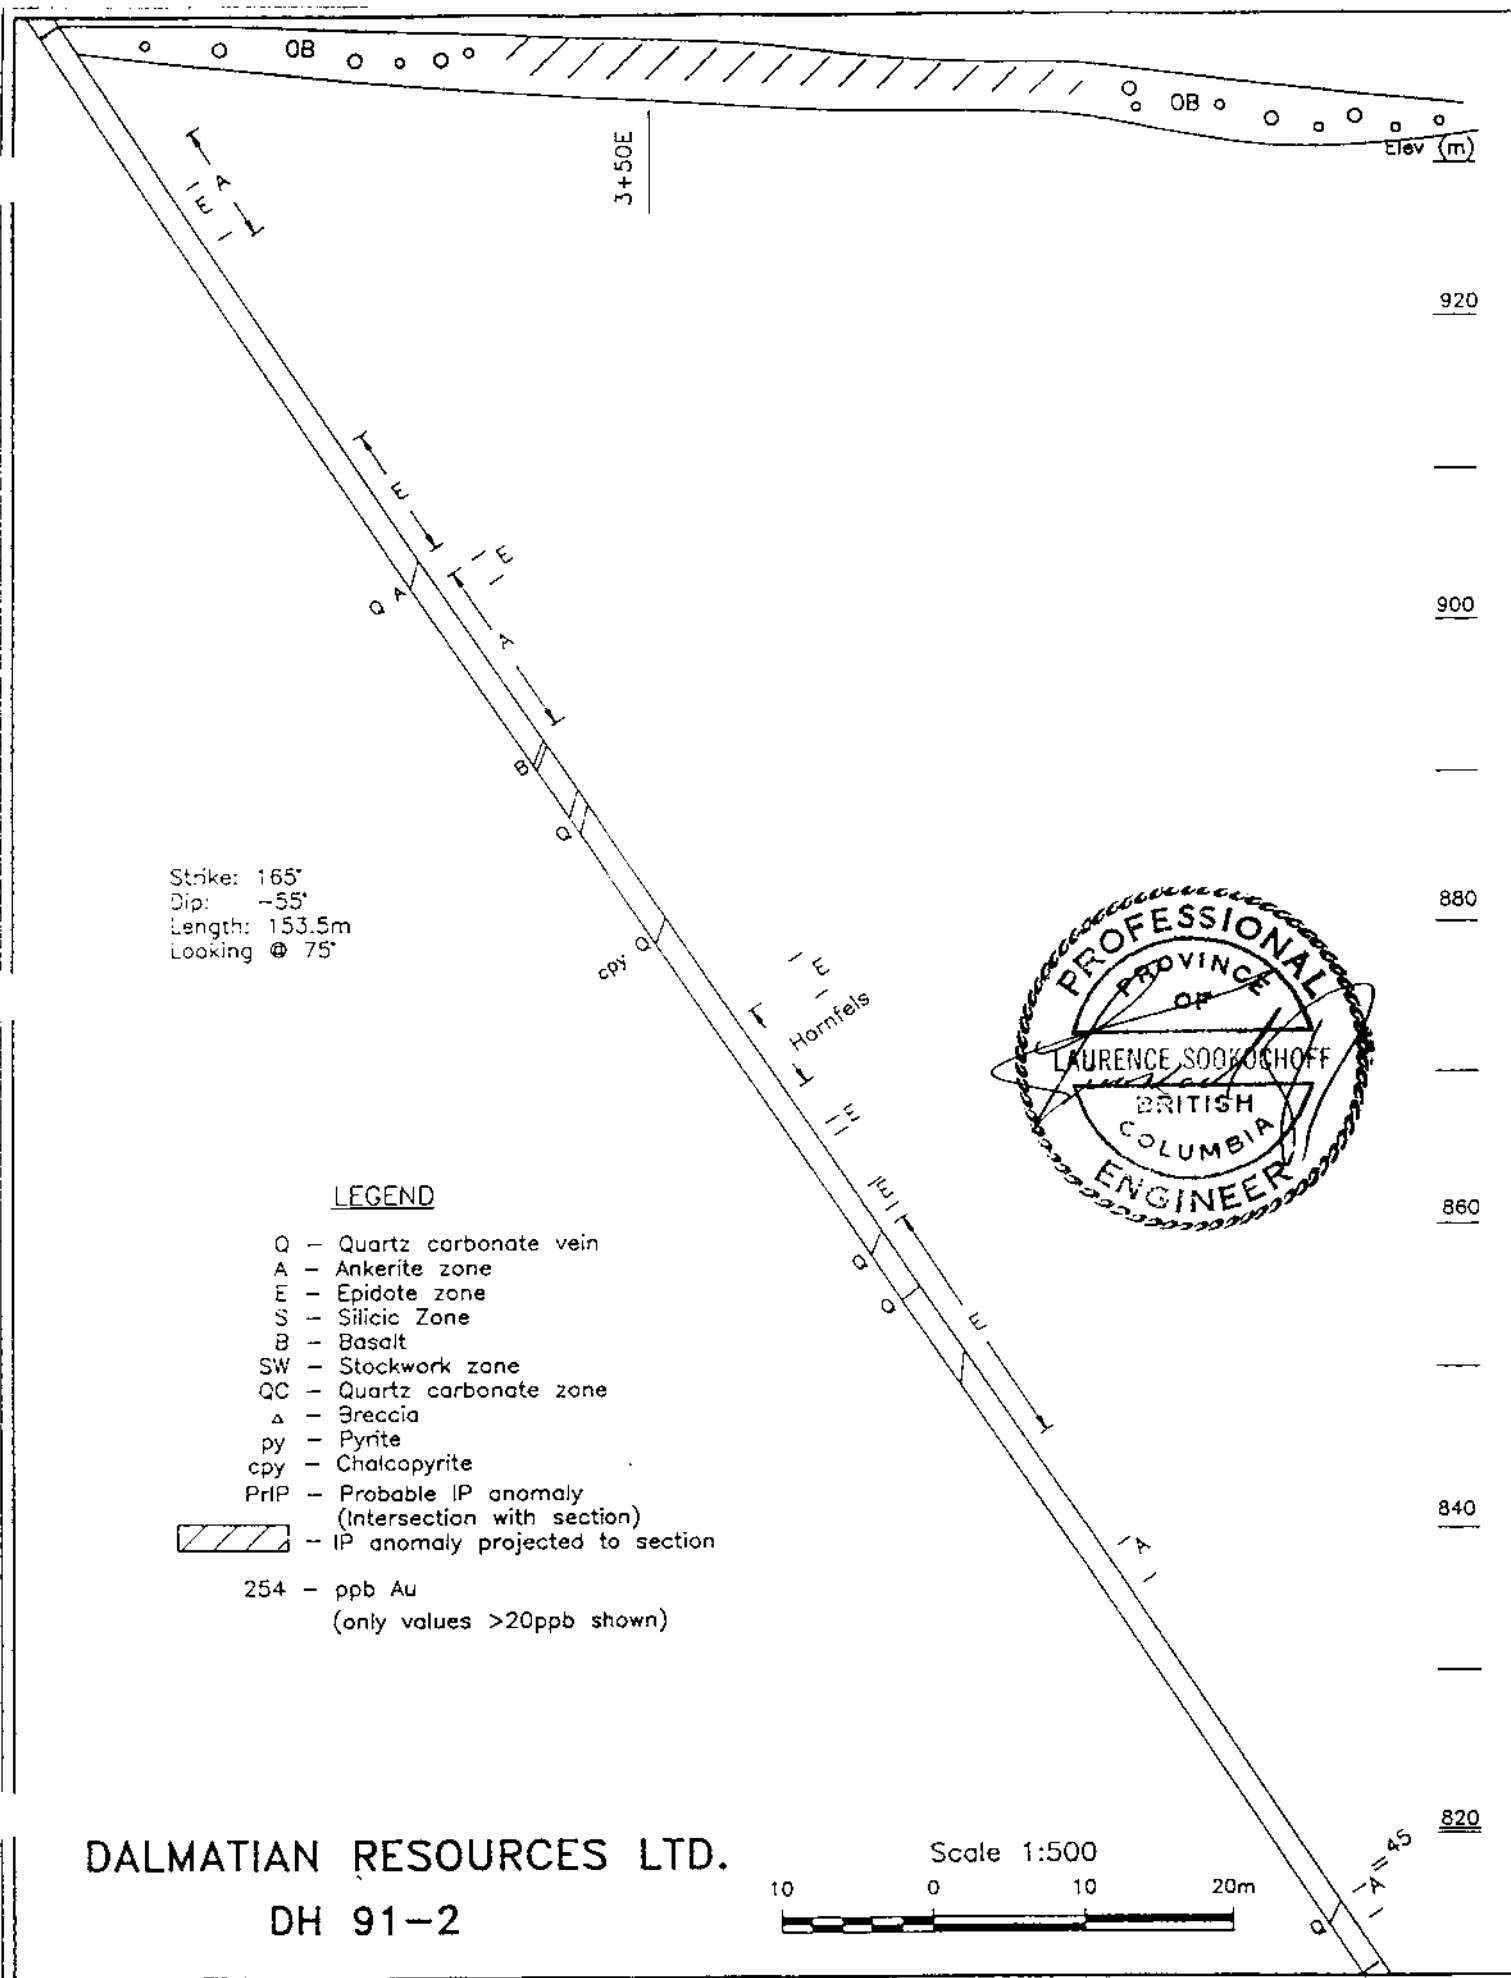 OB
OB
Elev (m)
3+50E
A
E
920
E
E
Q A
900
A
B
Q
Strike: 165°
Dip: -55°
Length: 153.5m
Looking @ 75°
880
cpy Q
E
Hornfels
E
E
PROFESSIONAL
PROVINCE
OF
LAURENCE SOOKOCHOFF
BRITISH
COLUMBIA
ENGINEER
860
Q
Q
E
LEGEND
Q – Quartz carbonate vein
A – Ankerite zone
E – Epidote zone
S – Silicic Zone
B – Basalt
SW – Stockwork zone
QC – Quartz carbonate zone
△ – Breccia
py – Pyrite
cpy – Chalcopyrite
PrIP – Probable IP anomaly
(Intersection with section)
– IP anomaly projected to section
254 – ppb Au
(only values >20ppb shown)
840
A
820
45
A
Q
DALMATIAN RESOURCES LTD.
DH 91–2
Scale 1:500
10 0 10 20m